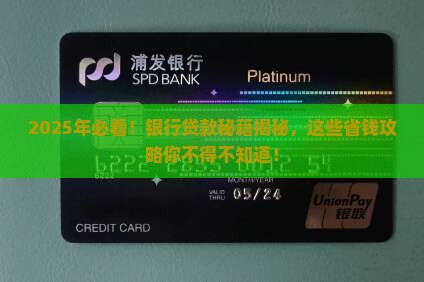 浦发银行
SPD BANK
Platinum
2025年必看！银行贷款秘籍揭秘，这些省钱攻
略你不得不知道！
MONTH/YEAR
VALID
THRU
05/24
CREDIT CARD
UnionPay
银联